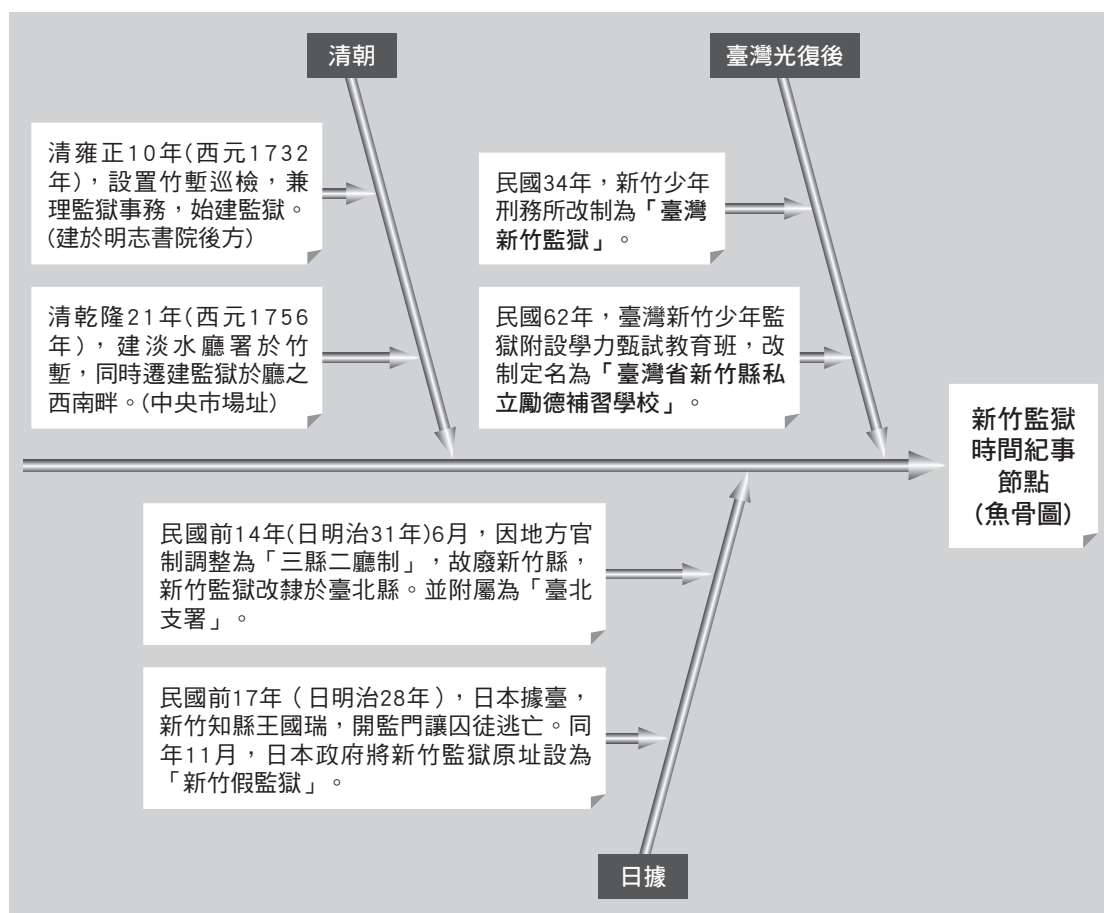 清朝
清雍正10年(西元1732
年)，設置竹塹巡檢，兼
理監獄事務，始建監獄。
(建於明志書院後方)
清乾隆21年(西元1756
年)，建淡水廳署於竹
塹，同時遷建監獄於廳之
西南畔。(中央市場址)
臺灣光復後
民國34年，新竹少年
刑務所改制為「臺灣
新竹監獄」。
民國62年，臺灣新竹少年監
獄附設學力甄試教育班，改
制定名為「臺灣省新竹縣私
立勵德補習學校」。
新竹監獄
時間紀事
節點
(魚骨圖)
民國前14年(日明治31年)6月，因地方官
制調整為「三縣二廳制」，故廢新竹縣，
新竹監獄改隸於臺北縣。並附屬為「臺北
支署」。
民國前17年（日明治28年），日本據臺，
新竹知縣王國瑞，開監門讓囚徒逃亡。同
年11月，日本政府將新竹監獄原址設為
「新竹假監獄」。
日據